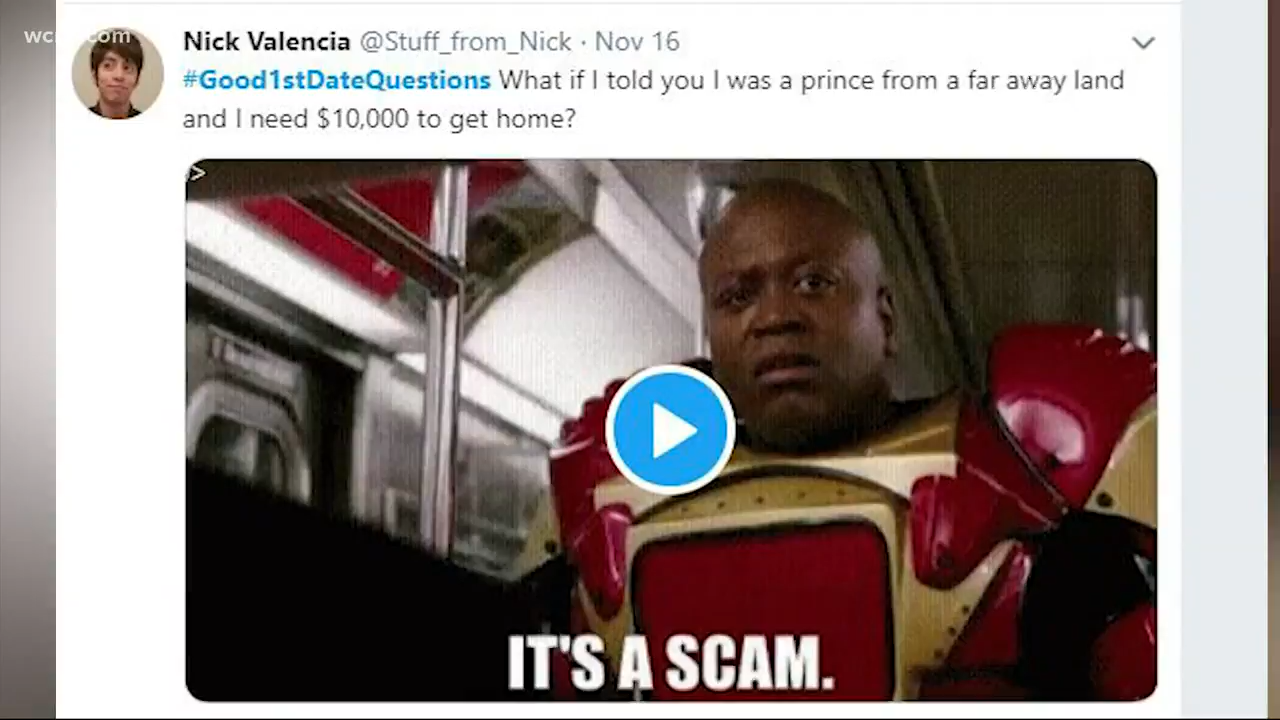 Nick Valencia @Stuff_from_Nick · Nov 16
#Good1stDateQuestions What if I told you I was a prince from a far away land
and I need $10,000 to get home?
>
IT'S A SCAM.